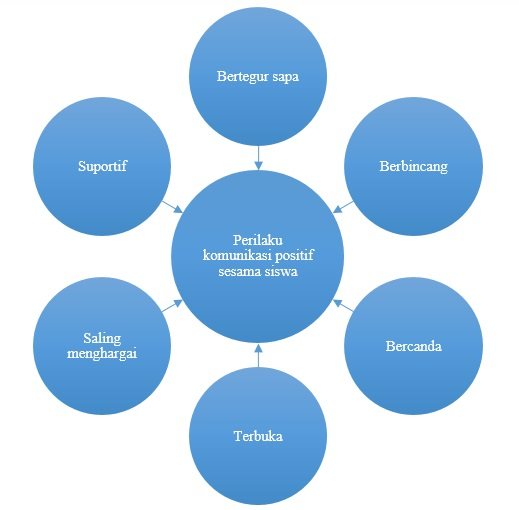 Bertegur sapa
Suportif
Berbincang
Perilaku
komunikasi positif
sesama siswa
Saling
menghargai
Bercanda
Terbuka